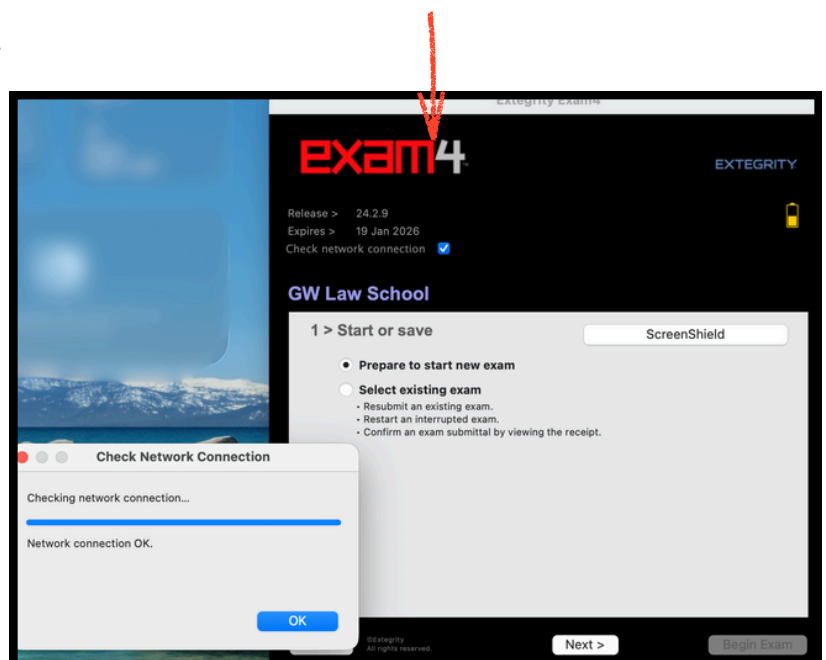 Extegrity Exam4
exam4
EXTEGRITY
Release > 24.2.9
Expires > 19 Jan 2026
Check network connection
GW Law School
1 > Start or save
ScreenShield
Prepare to start new exam
Select existing exam
- Resubmit an existing exam.
- Restart an interrupted exam.
- Confirm an exam submittal by viewing the receipt.
Check Network Connection
Checking network connection...
Network connection OK.
OK
©Extegrity
All rights reserved.
Next >
Begin Exam